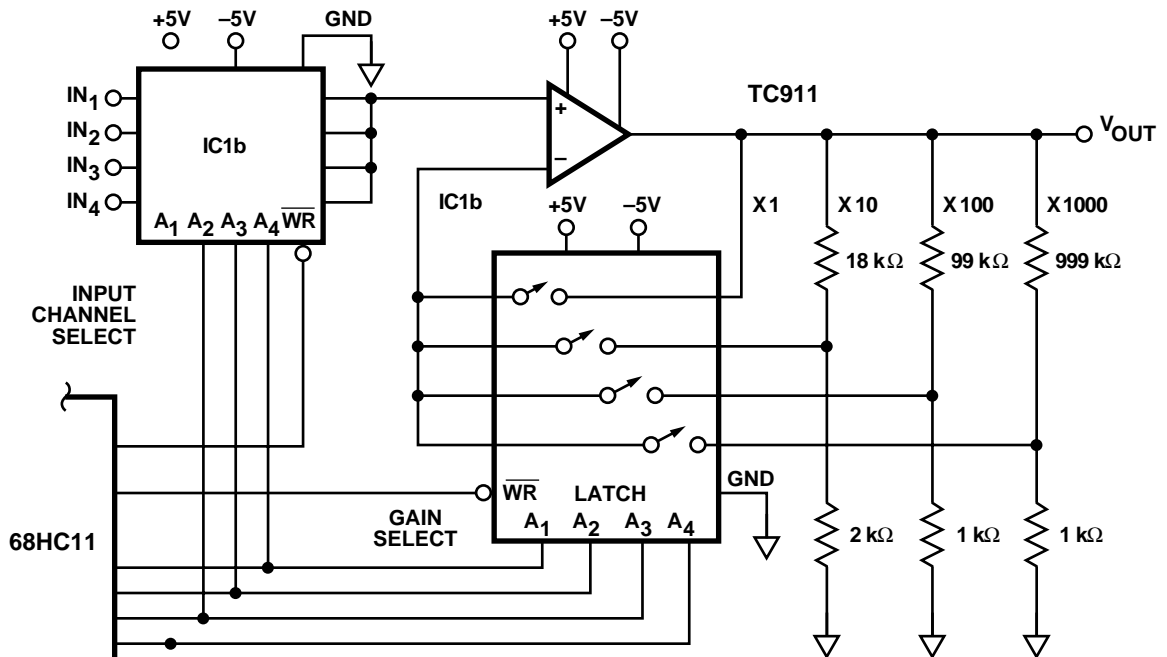 +5V
–5V
GND
+5V
–5V
TC911
IN1
IN2
IN3
IN4
IC1b
A1 A2 A3 A4 WR
+
–
VOUT
IC1b
+5V
–5V
X1
X10
X100
X1000
18 kΩ
99 kΩ
999 kΩ
INPUT
CHANNEL
SELECT
WR
LATCH
GND
A1 A2 A3 A4
GAIN
SELECT
68HC11
2 kΩ
1 kΩ
1 kΩ